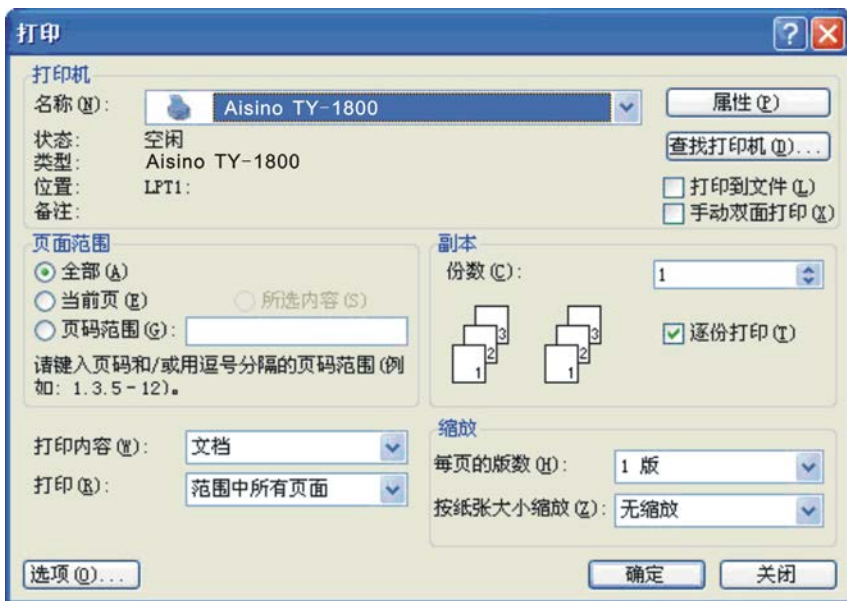 打印
打印机
名称(N): Aisino TY-1800 属性(P)
状态: 空闲 查找打印机(D)...
类型: Aisino TY-1800
位置: LPT1: 打印到文件(L)
备注: 手动双面打印(X)
页面范围
全部(A)
当前页(E) 所选内容(S)
页码范围(G):
请键入页码和/或用逗号分隔的页码范围(例
如: 1.3.5-12)。
副本
份数(C): 1
3 3
2 2
1 1
逐份打印(T)
打印内容(W): 文档
打印(R): 范围中所有页面
缩放
每页的版数(H): 1 版
按纸张大小缩放(Z): 无缩放
选项(O)... 确定 关闭